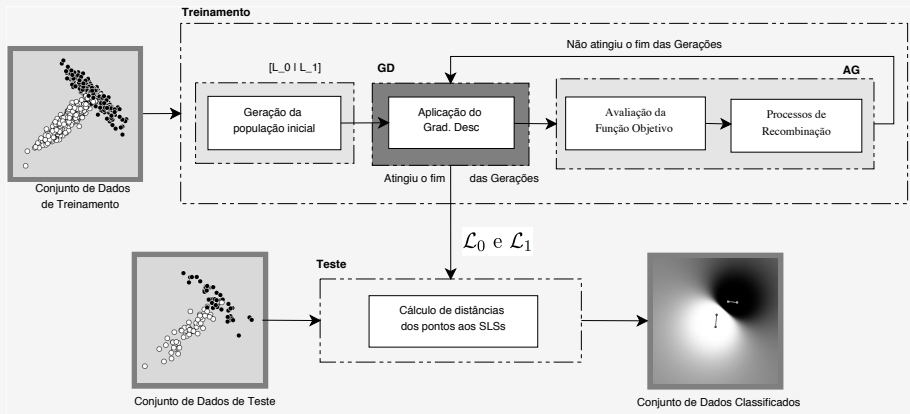 Treinamento
Não atingiu o fim das Gerações
[L_0 I L_1]
GD
AG
Geração da
população inicial
Aplicação do
Grad. Desc
Avaliação da
Função Objetivo
Processos de
Recombinação
Atingiu o fim das Gerações
Conjunto de Dados
de Treinamento
ℒ0 e ℒ1
Teste
Cálculo de distâncias
dos pontos aos SLSs
Conjunto de Dados de Teste
Conjunto de Dados Classificados